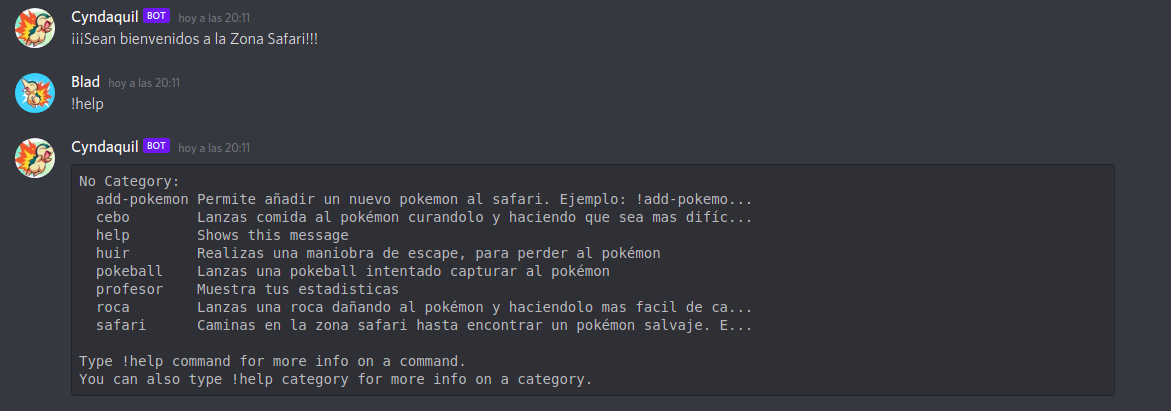 Cyndaquil BOT hoy a las 20:11
¡¡¡Sean bienvenidos a la Zona Safari!!!
Blad hoy a las 20:11
!help
Cyndaquil BOT hoy a las 20:11
No Category:
add-pokemon Permite añadir un nuevo pokemon al safari. Ejemplo: !add-pokemo...
cebo Lanzas comida al pokémon curandolo y haciendo que sea mas difíc...
help Shows this message
huir Realizas una maniobra de escape, para perder al pokémon
pokeball Lanzas una pokeball intentado capturar al pokémon
profesor Muestra tus estadisticas
roca Lanzas una roca dañando al pokémon y haciendolo mas facil de ca...
safari Caminas en la zona safari hasta encontrar un pokémon salvaje. E...
Type !help command for more info on a command.
You can also type !help category for more info on a category.